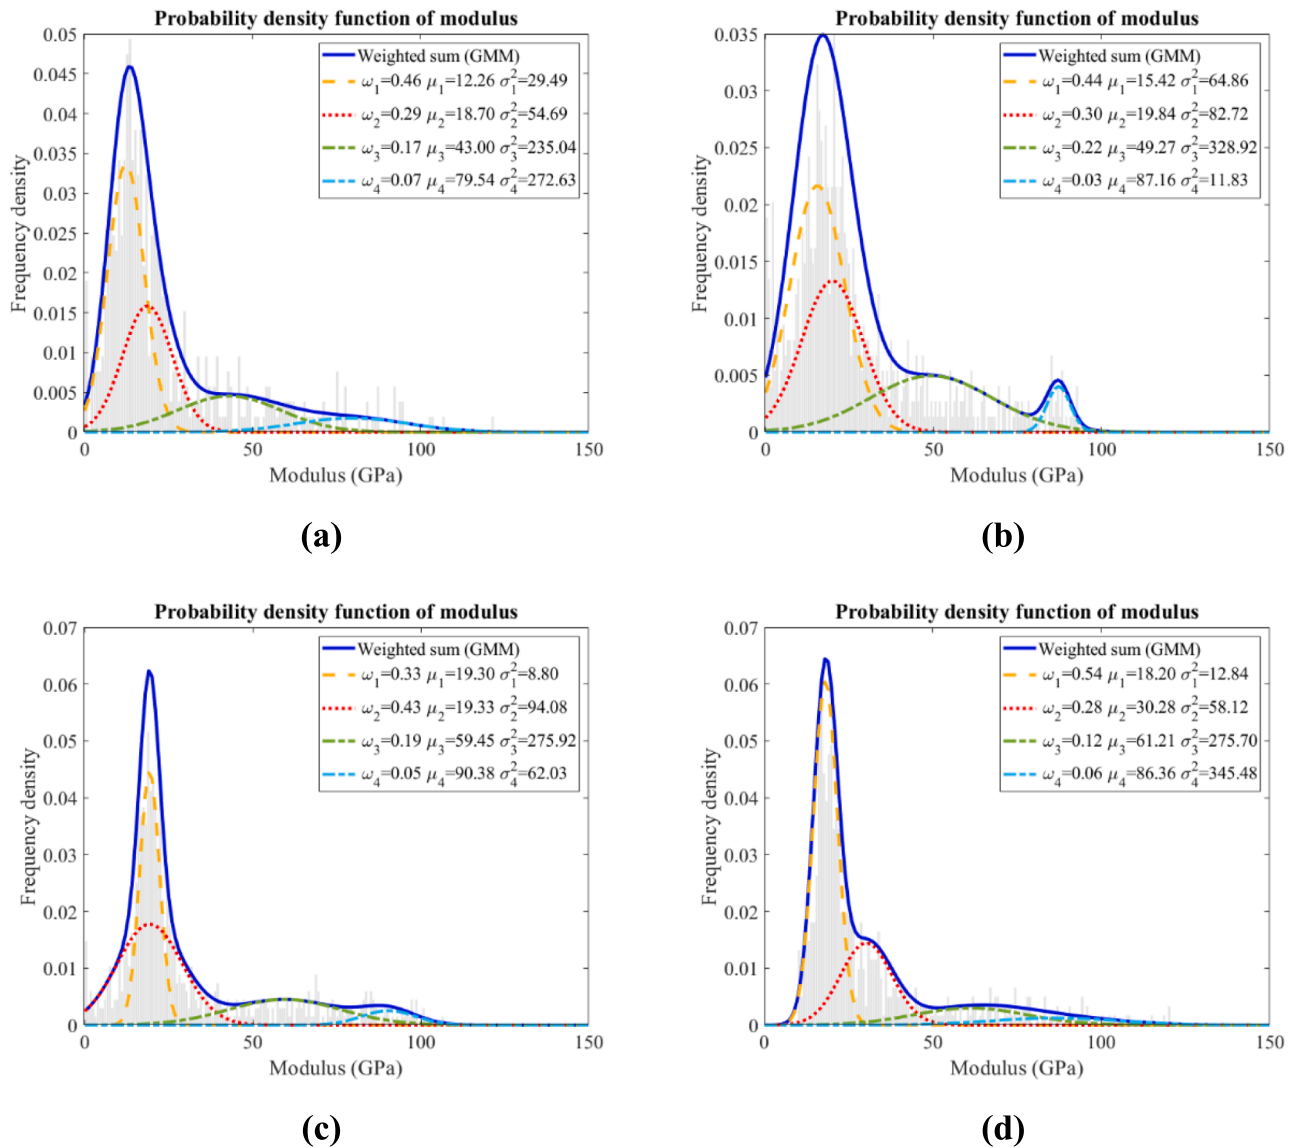 Probability density function of modulus
0.05
0.045
0.04
0.035
0.03
0.025
0.02
0.015
0.01
0.005
0
Frequency density
Weighted sum (GMM)
ω₁=0.46 μ₁=12.26 σ₁²=29.49
ω₂=0.29 μ₂=18.70 σ₂²=54.69
ω₃=0.17 μ₃=43.00 σ₃²=235.04
ω₄=0.07 μ₄=79.54 σ₄²=272.63
0 50 100 150
Modulus (GPa)
(a)
Probability density function of modulus
0.035
0.03
0.025
0.02
0.015
0.01
0.005
0
Frequency density
Weighted sum (GMM)
ω₁=0.44 μ₁=15.42 σ₁²=64.86
ω₂=0.30 μ₂=19.84 σ₂²=82.72
ω₃=0.22 μ₃=49.27 σ₃²=328.92
ω₄=0.03 μ₄=87.16 σ₄²=11.83
0 50 100 150
Modulus (GPa)
(b)
Probability density function of modulus
0.07
0.06
0.05
0.04
0.03
0.02
0.01
0
Frequency density
Weighted sum (GMM)
ω₁=0.33 μ₁=19.30 σ₁²=8.80
ω₂=0.43 μ₂=19.33 σ₂²=94.08
ω₃=0.19 μ₃=59.45 σ₃²=275.92
ω₄=0.05 μ₄=90.38 σ₄²=62.03
0 50 100 150
Modulus (GPa)
(c)
Probability density function of modulus
0.07
0.06
0.05
0.04
0.03
0.02
0.01
0
Frequency density
Weighted sum (GMM)
ω₁=0.54 μ₁=18.20 σ₁²=12.84
ω₂=0.28 μ₂=30.28 σ₂²=58.12
ω₃=0.12 μ₃=61.21 σ₃²=275.70
ω₄=0.06 μ₄=86.36 σ₄²=345.48
0 50 100 150
Modulus (GPa)
(d)